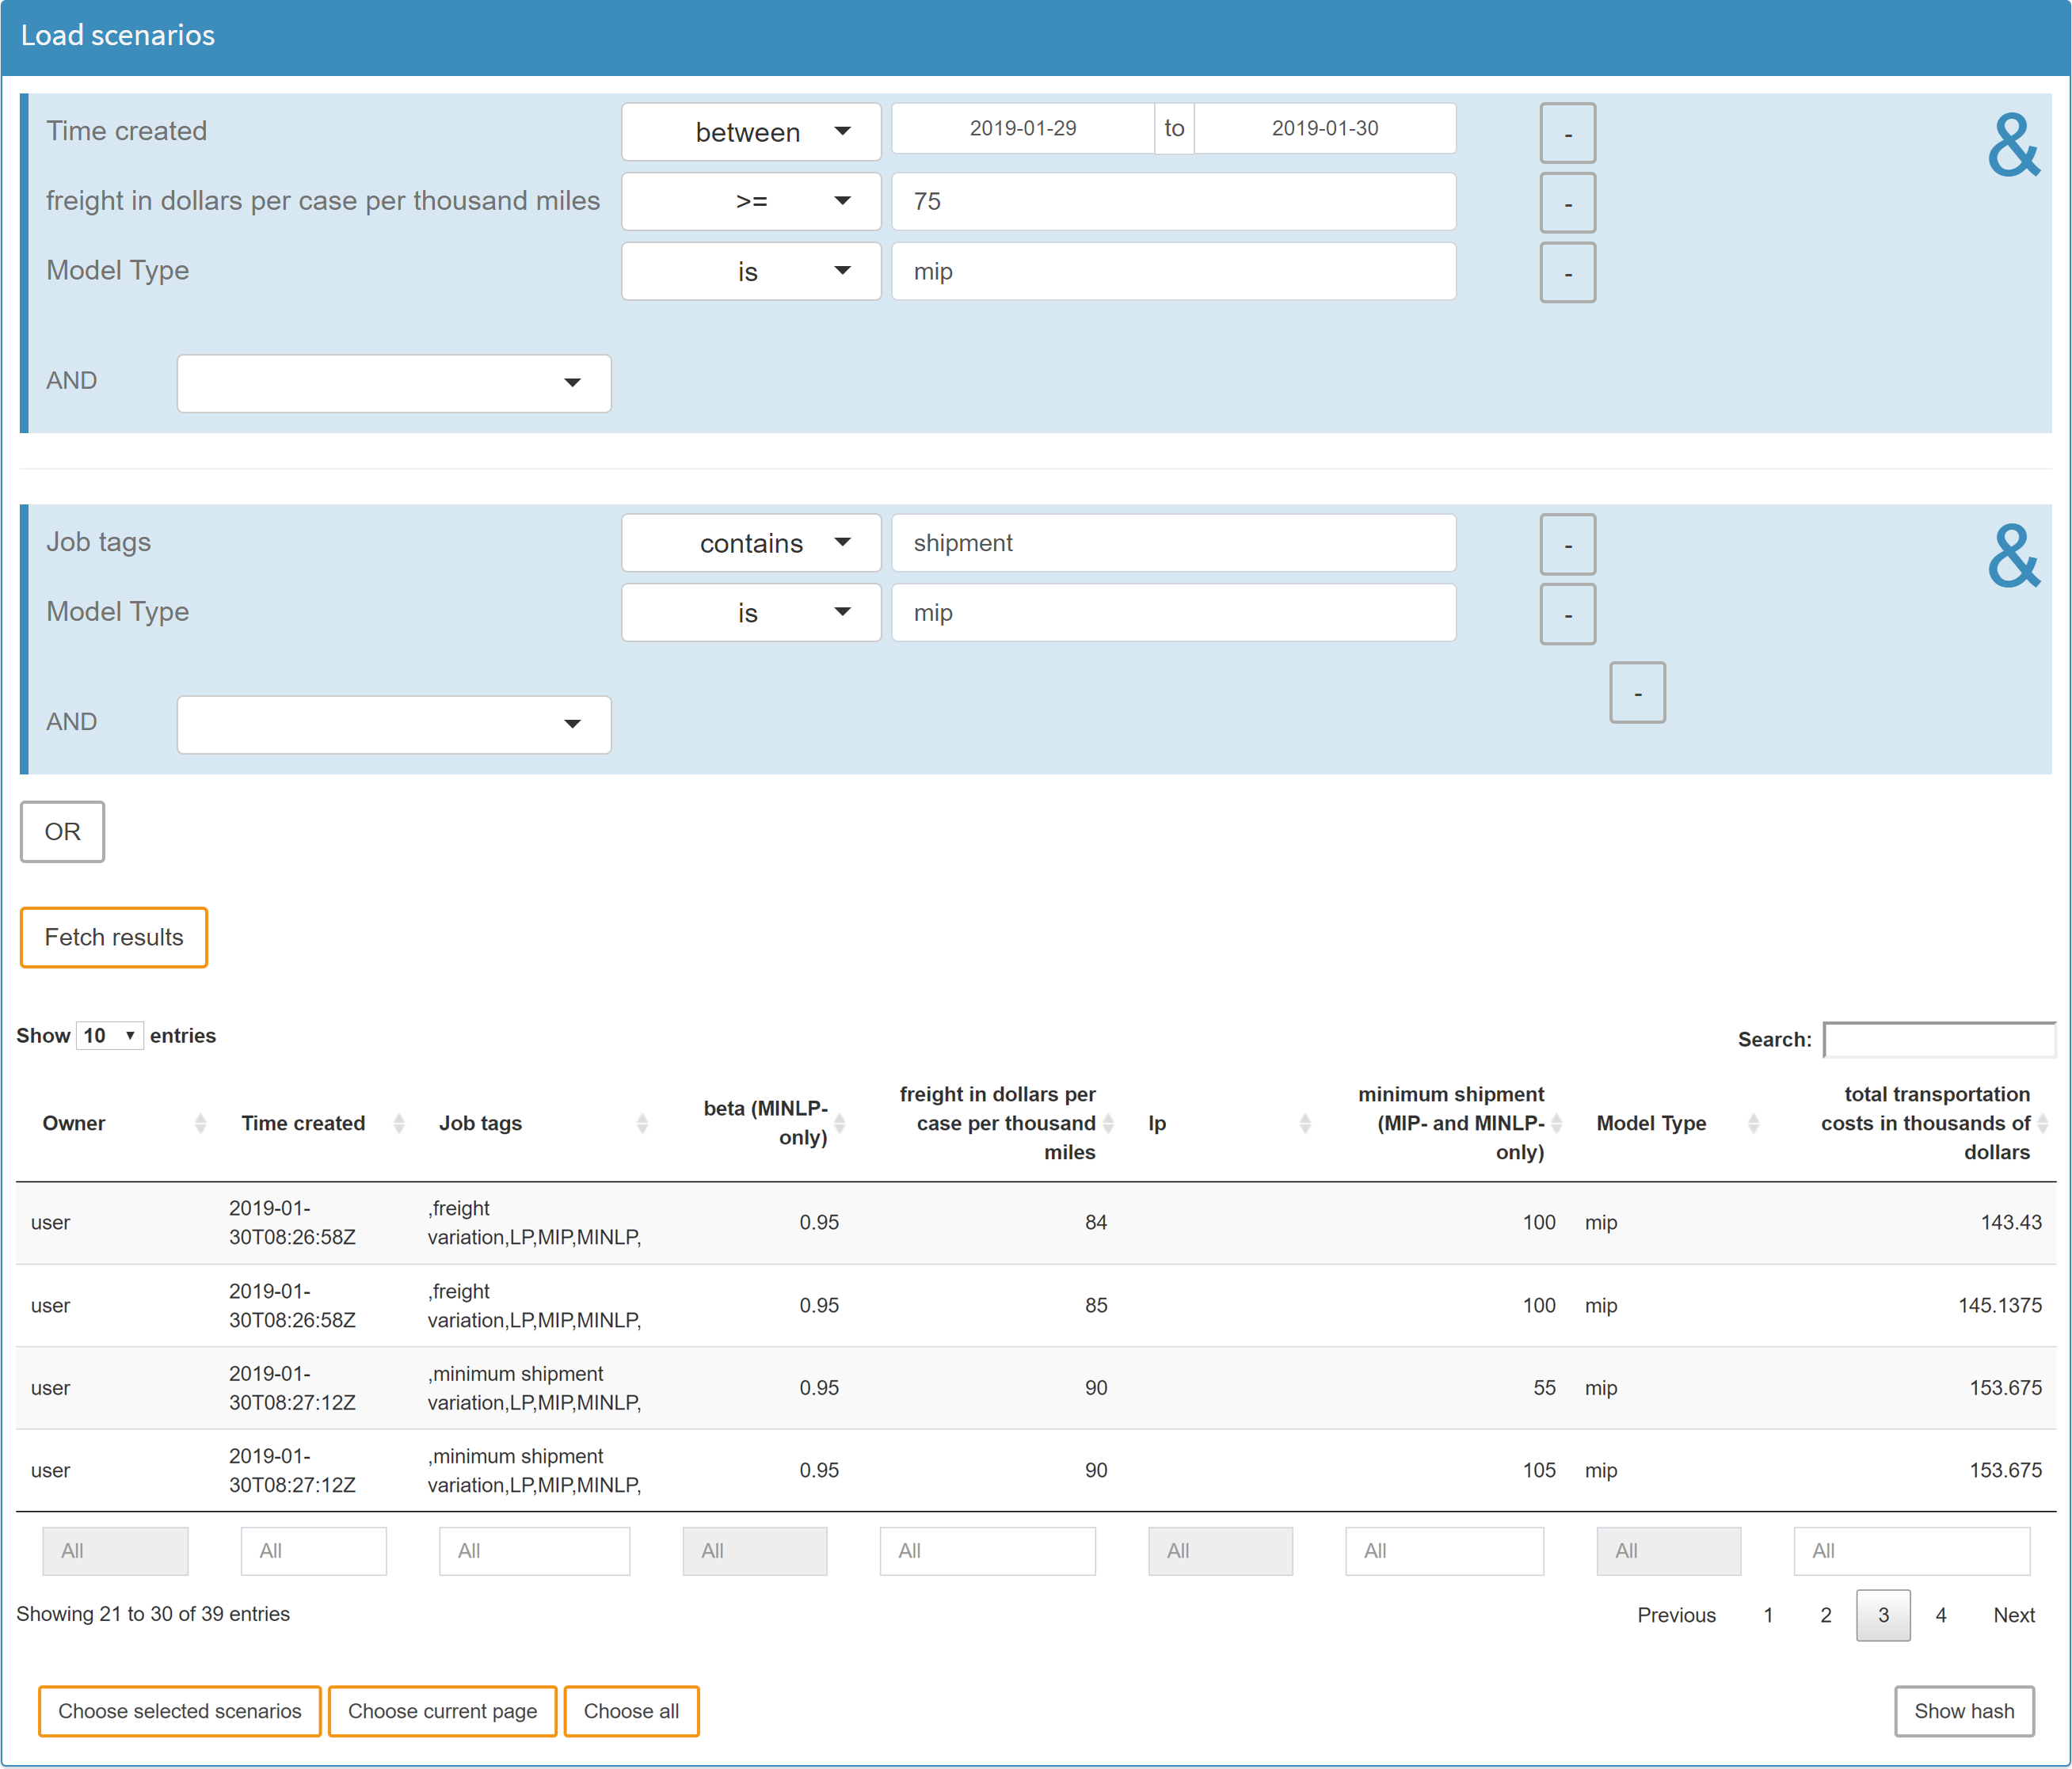 Load scenarios
Time created between 2019-01-29 to 2019-01-30 - &
freight in dollars per case per thousand miles >= 75 -
Model Type is mip -
AND
Job tags contains shipment - &
Model Type is mip -
-
AND
OR
Fetch results
Show 10 entries Search:
Owner Time created Job tags beta (MINLP-only) freight in dollars per case per thousand miles lp minimum shipment (MIP- and MINLP-only) Model Type total transportation costs in thousands of dollars
user 2019-01-30T08:26:58Z ,freight variation,LP,MIP,MINLP, 0.95 84 100 mip 143.43
user 2019-01-30T08:26:58Z ,freight variation,LP,MIP,MINLP, 0.95 85 100 mip 145.1375
user 2019-01-30T08:27:12Z ,minimum shipment variation,LP,MIP,MINLP, 0.95 90 55 mip 153.675
user 2019-01-30T08:27:12Z ,minimum shipment variation,LP,MIP,MINLP, 0.95 90 105 mip 153.675
All All All All All All All All All
Showing 21 to 30 of 39 entries Previous 1 2 3 4 Next
Choose selected scenarios Choose current page Choose all Show hash